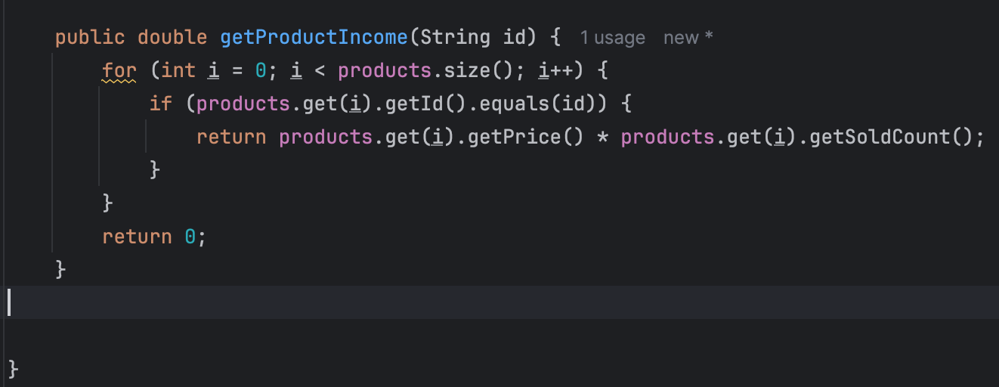 public double getProductIncome(String id) { 1 usage new *
for (int i = 0; i < products.size(); i++) {
if (products.get(i).getId().equals(id)) {
return products.get(i).getPrice() * products.get(i).getSoldCount();
}
}
return 0;
}
}